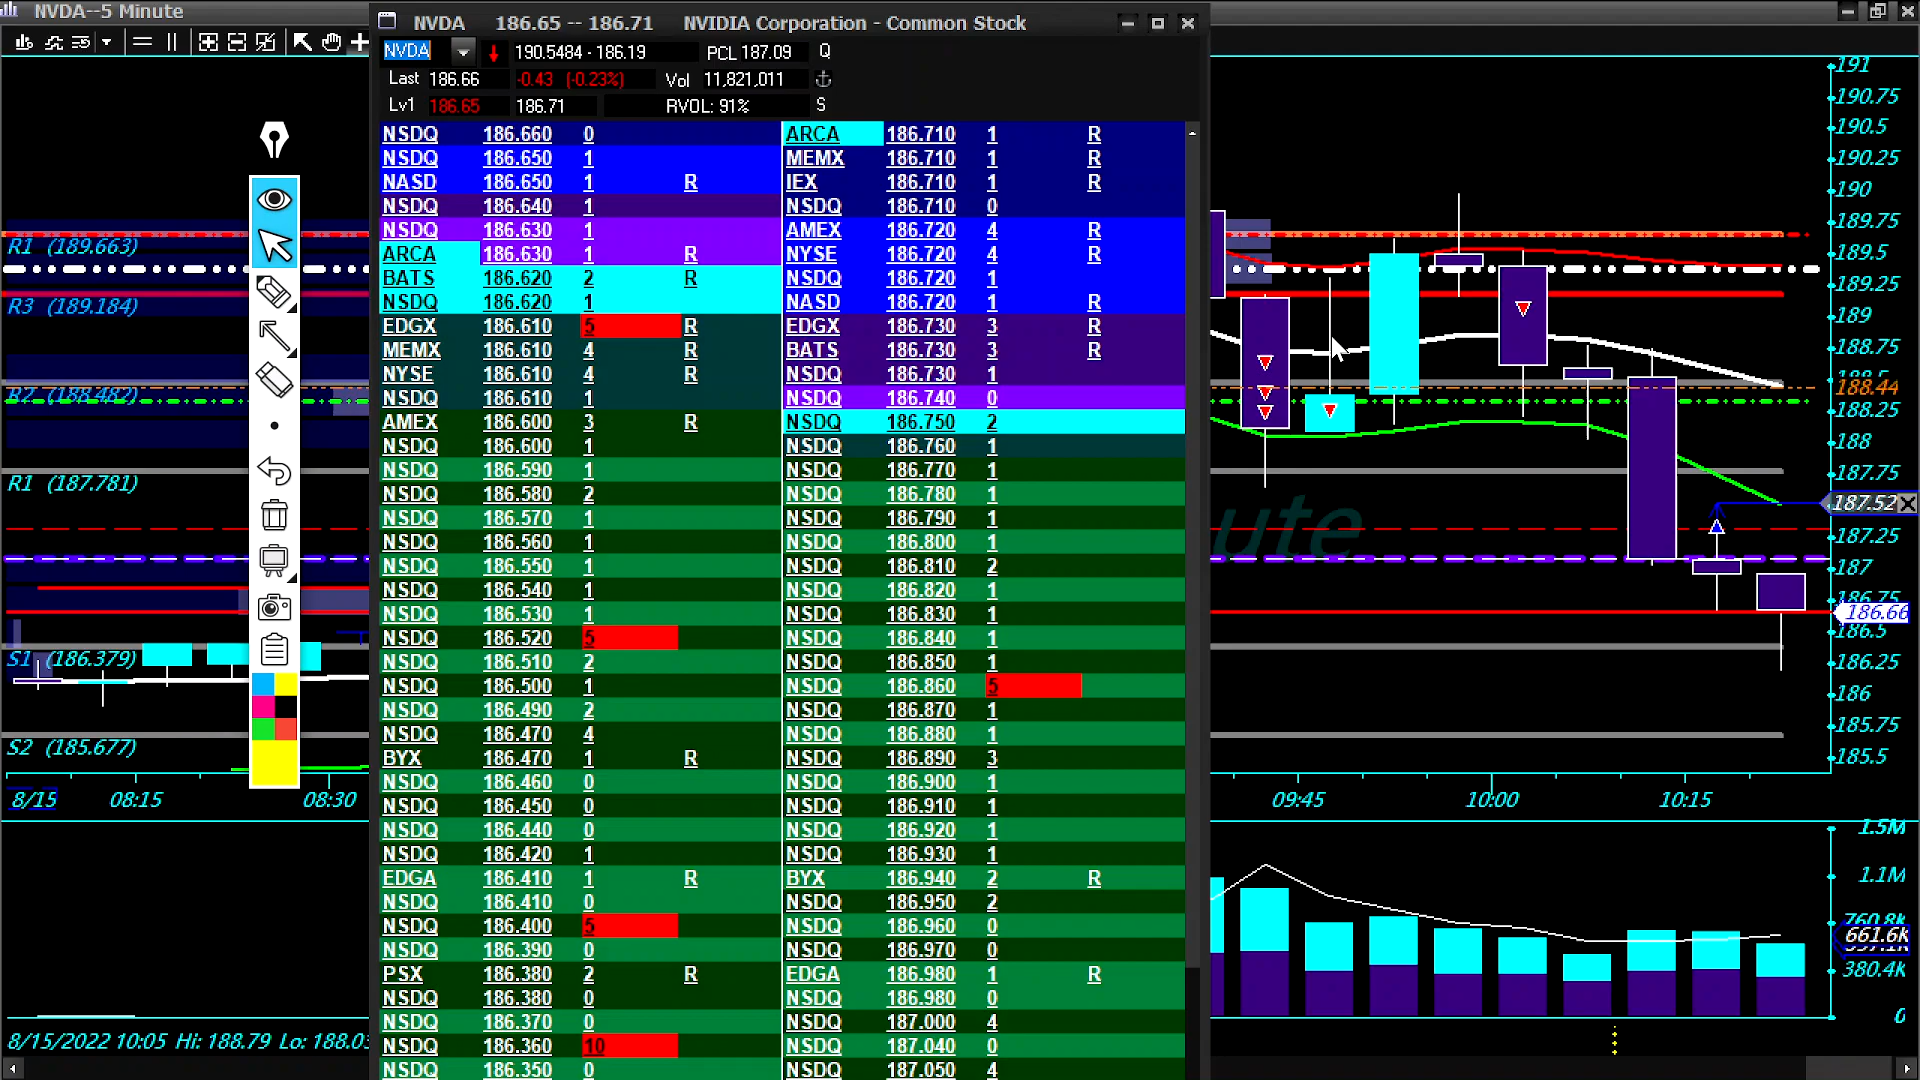 NVDA--5 Minute
NVDA 186.65 -- 186.71 NVIDIA Corporation - Common Stock
NVDA 190.5484 - 186.19 PCL 187.09 Q
Last 186.66 -0.43 (-0.23%) Vol 11,821,011
Lv1 186.65 186.71 RVOL: 91% S
NSDQ 186.660 0 ARCA 186.710 1 R
NSDQ 186.650 1 MEMX 186.710 1 R
NASD 186.650 1 R IEX 186.710 1 R
NSDQ 186.640 1 NSDQ 186.710 0
NSDQ 186.630 1 AMEX 186.720 4 R
ARCA 186.630 1 R NYSE 186.720 4 R
BATS 186.620 2 R NSDQ 186.720 1
NSDQ 186.620 1 NASD 186.720 1 R
EDGX 186.610 5 R EDGX 186.730 3 R
MEMX 186.610 4 R BATS 186.730 3 R
NYSE 186.610 4 R NSDQ 186.730 1
NSDQ 186.610 1 NSDQ 186.740 0
AMEX 186.600 3 R NSDQ 186.750 2
NSDQ 186.600 1 NSDQ 186.760 1
NSDQ 186.590 1 NSDQ 186.770 1
NSDQ 186.580 2 NSDQ 186.780 1
NSDQ 186.570 1 NSDQ 186.790 1
NSDQ 186.560 1 NSDQ 186.800 1
NSDQ 186.550 1 NSDQ 186.810 2
NSDQ 186.540 1 NSDQ 186.820 1
NSDQ 186.530 1 NSDQ 186.830 1
NSDQ 186.520 5 NSDQ 186.840 1
NSDQ 186.510 2 NSDQ 186.850 1
NSDQ 186.500 1 NSDQ 186.860 5
NSDQ 186.490 2 NSDQ 186.870 1
NSDQ 186.470 4 NSDQ 186.880 1
BYX 186.470 1 R NSDQ 186.890 3
NSDQ 186.460 0 NSDQ 186.900 1
NSDQ 186.450 0 NSDQ 186.910 1
NSDQ 186.440 0 NSDQ 186.920 1
NSDQ 186.420 1 NSDQ 186.930 1
EDGA 186.410 1 R BYX 186.940 2 R
NSDQ 186.410 0 NSDQ 186.950 2
NSDQ 186.400 5 NSDQ 186.960 0
NSDQ 186.390 0 NSDQ 186.970 0
PSX 186.380 2 R EDGA 186.980 1 R
NSDQ 186.380 0 NSDQ 186.980 0
NSDQ 186.370 0 NSDQ 187.000 4
NSDQ 186.360 10 NSDQ 187.040 0
NSDQ 186.350 0 NSDQ 187.050 4
R1 (189.663)
R3 (189.184)
R2 (188.482)
R1 (187.781)
S1 (186.379)
S2 (185.677)
8/15 08:15 08:30
8/15/2022 10:05 Hi: 188.79 Lo: 188.03
ute
191
190.75
190.5
190.25
190
189.75
189.5
189.25
189
188.75
188.44
188.25
188
187.75
187.52
187.25
187
186.75
186.66
186.5
186.25
186
185.75
185.5
09:45 10:00 10:15
1.5M
1.1M
760.8K
661.6K
380.4K
0